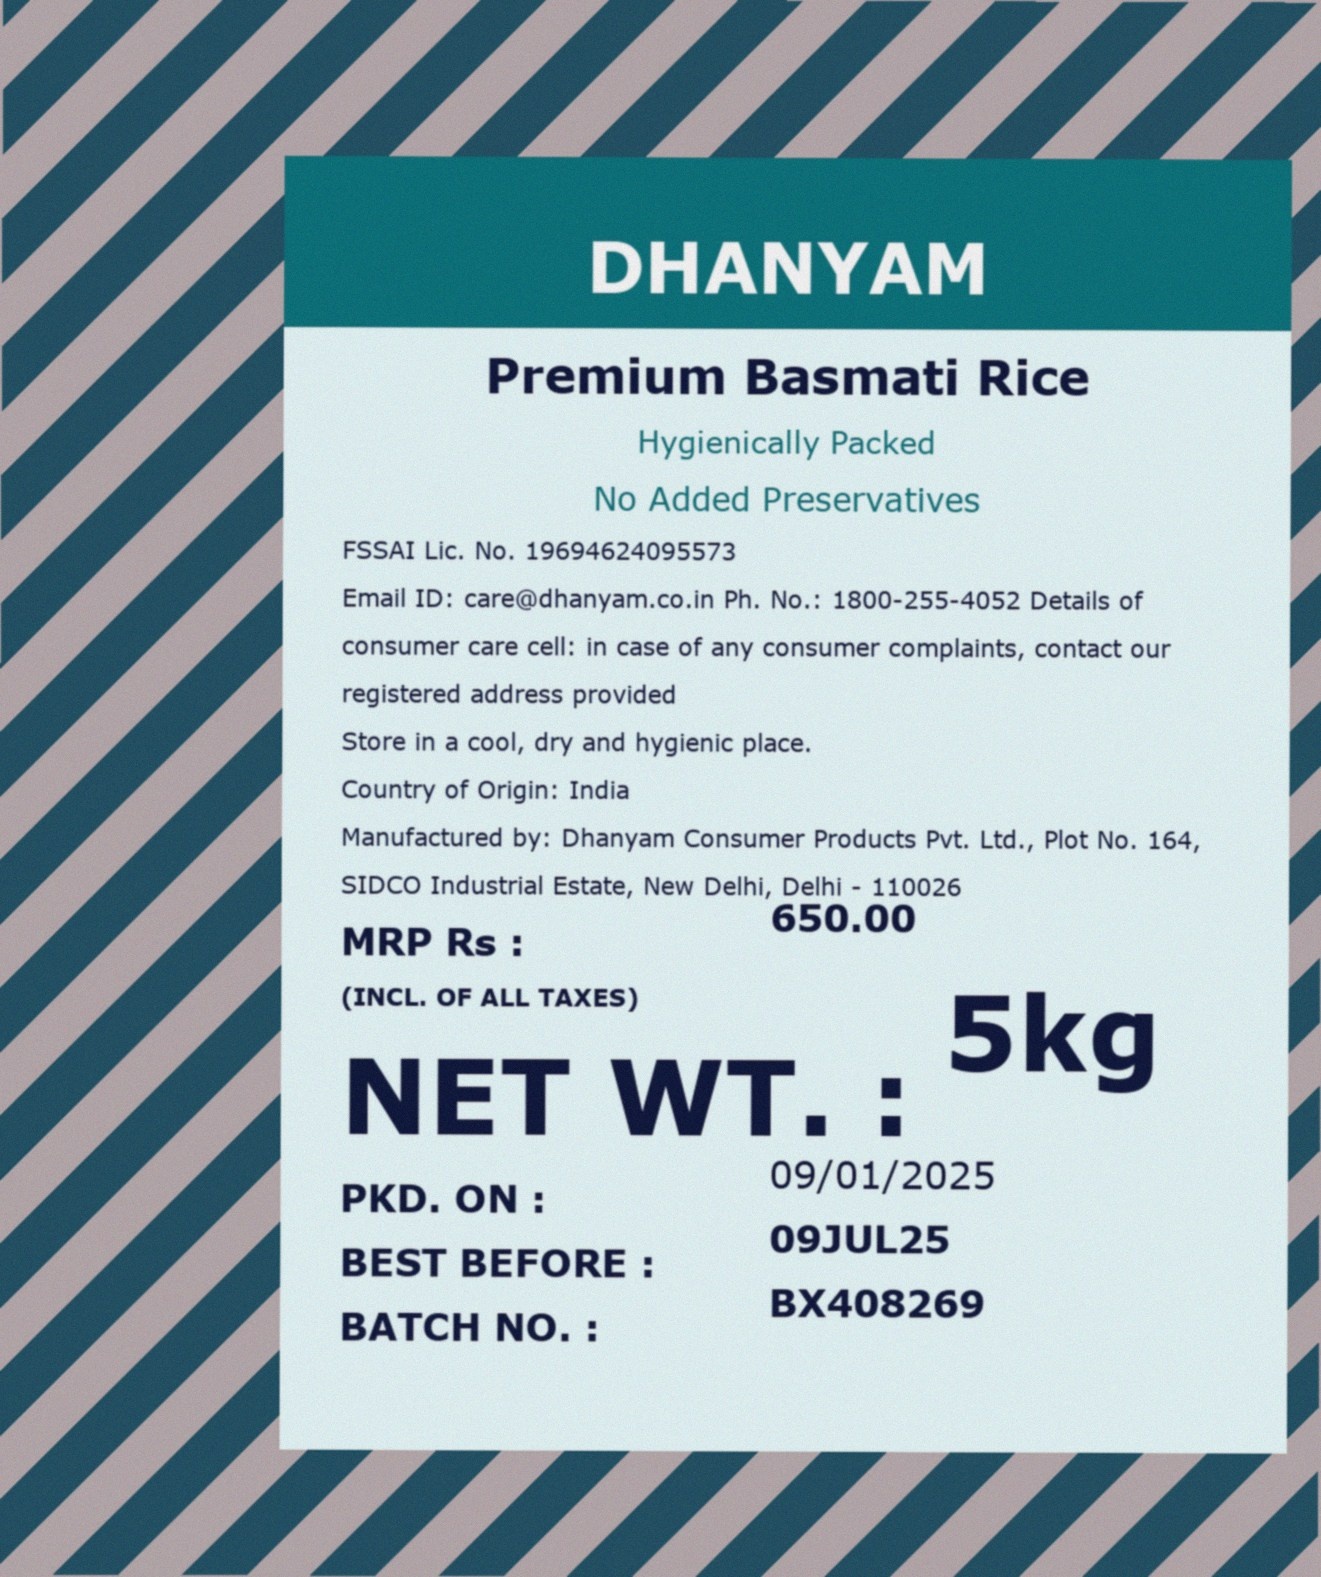 DHANYAM
Premium Basmati Rice
Hygienically Packed
No Added Preservatives
FSSAI Lic. No. 19694624095573
Email ID: care@dhanyam.co.in Ph. No.: 1800-255-4052 Details of
consumer care cell: in case of any consumer complaints, contact our
registered address provided
Store in a cool, dry and hygienic place.
Country of Origin: India
Manufactured by: Dhanyam Consumer Products Pvt. Ltd., Plot No. 164,
SIDCO Industrial Estate, New Delhi, Delhi - 110026
MRP Rs : 650.00
(INCL. OF ALL TAXES)
NET WT. : 5kg
PKD. ON : 09/01/2025
BEST BEFORE : 09JUL25
BATCH NO. : BX408269